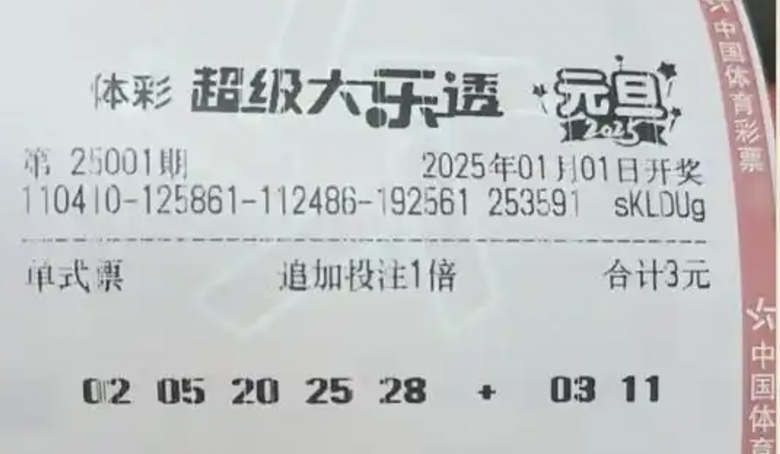 体彩 超级大乐透 元旦 2025
第 25001期 2025年01月01日开奖
110410-125861-112486-192561 253591 sKLDUg
单式票 追加投注1倍 合计3元
02 05 20 25 28 + 03 11
中国体育彩票
中国体育